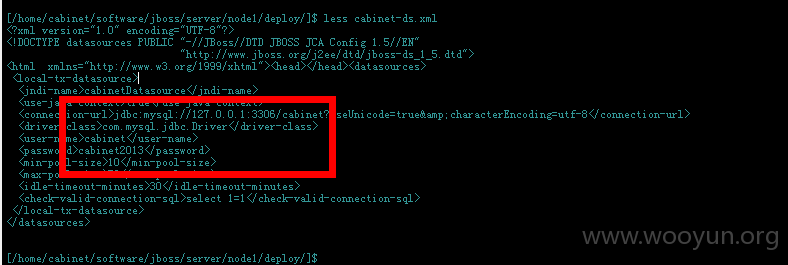 [/home/cabinet/software/jboss/server/node1/deploy/]$ less cabinet-ds.xml
<?xml version="1.0" encoding="UTF-8"?>
<!DOCTYPE datasources PUBLIC "-//JBoss//DTD JBOSS JCA Config 1.5//EN"
"http://www.jboss.org/j2ee/dtd/jboss-ds_1_5.dtd">
<html xmlns="http://www.w3.org/1999/xhtml"><head></head><datasources>
<local-tx-datasource>
<jndi-name>cabinetDatasource</jndi-name>
<use-java-context>true</use-java-context>
<connection-url>jdbc:mysql://127.0.0.1:3306/cabinet?seUnicode=true&amp;characterEncoding=utf-8</connection-url>
<driver-class>com.mysql.jdbc.Driver</driver-class>
<user-name>cabinet</user-name>
<password>cabinet2013</password>
<min-pool-size>10</min-pool-size>
<idle-timeout-minutes>30</idle-timeout-minutes>
<check-valid-connection-sql>select 1=1</check-valid-connection-sql>
</local-tx-datasource>
</datasources>
[/home/cabinet/software/jboss/server/node1/deploy/]$
www.wooyun.org